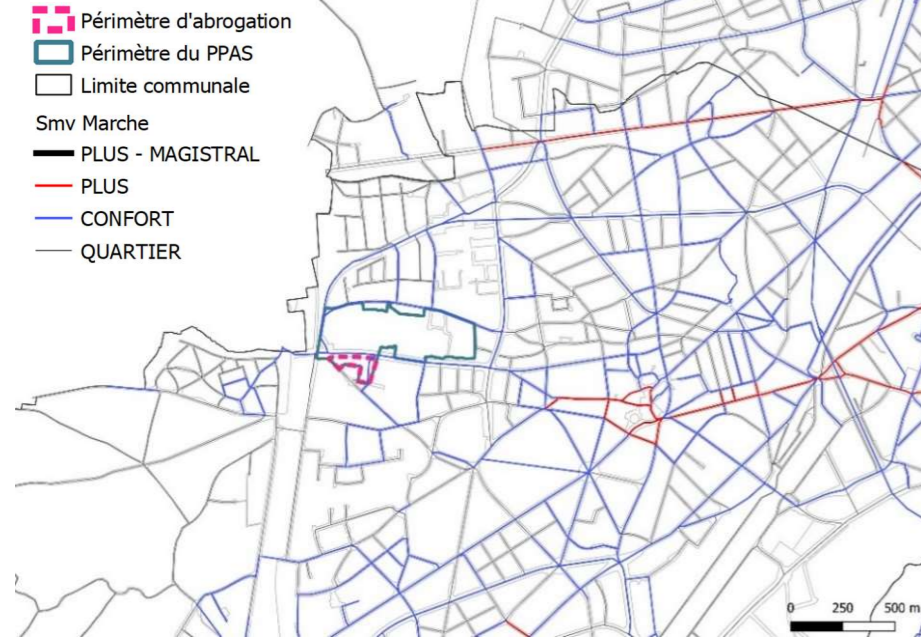 Périmètre d'abrogation
Périmètre du PPAS
Limite communale
Smv Marche
PLUS - MAGISTRAL
PLUS
CONFORT
QUARTIER
0 250 500 m